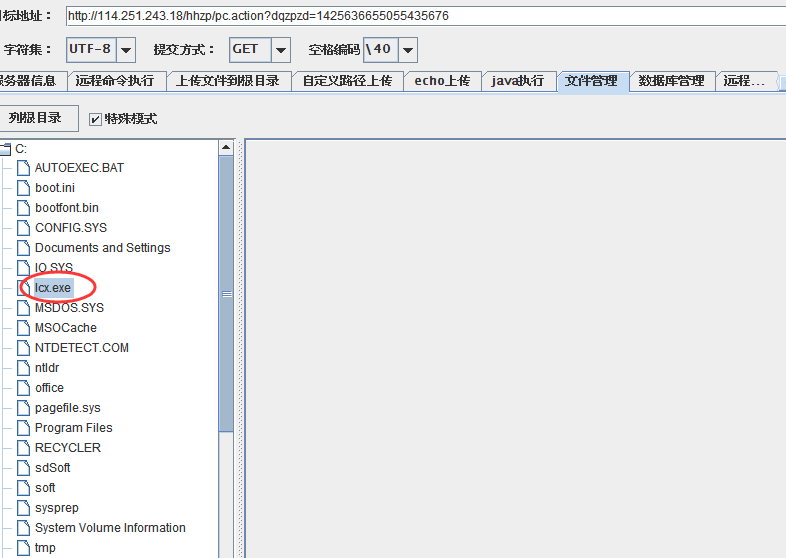 目标地址： http://114.251.243.18/hhzp/pc.action?dqzpzd=1425636655055435676
字符集： UTF-8 提交方式： GET 空格编码 \40
服务器信息 远程命令执行 上传文件到根目录 自定义路径上传 echo上传 java执行 文件管理 数据库管理 远程...
列根目录 特殊模式
C:
AUTOEXEC.BAT
boot.ini
bootfont.bin
CONFIG.SYS
Documents and Settings
IO.SYS
lcx.exe
MSDOS.SYS
MSOCache
NTDETECT.COM
ntldr
office
pagefile.sys
Program Files
RECYCLER
sdSoft
soft
sysprep
System Volume Information
tmp